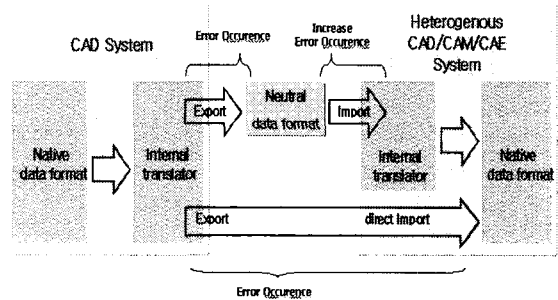 CAD System
Error Occurence
Increase
Error Occurence
Heterogenous
CAD/CAM/CAE
System
Native
data format
Internal
translator
Export
Neutral
data format
Import
Internal
translator
Native
data format
Export
direct Import
Error Occurence